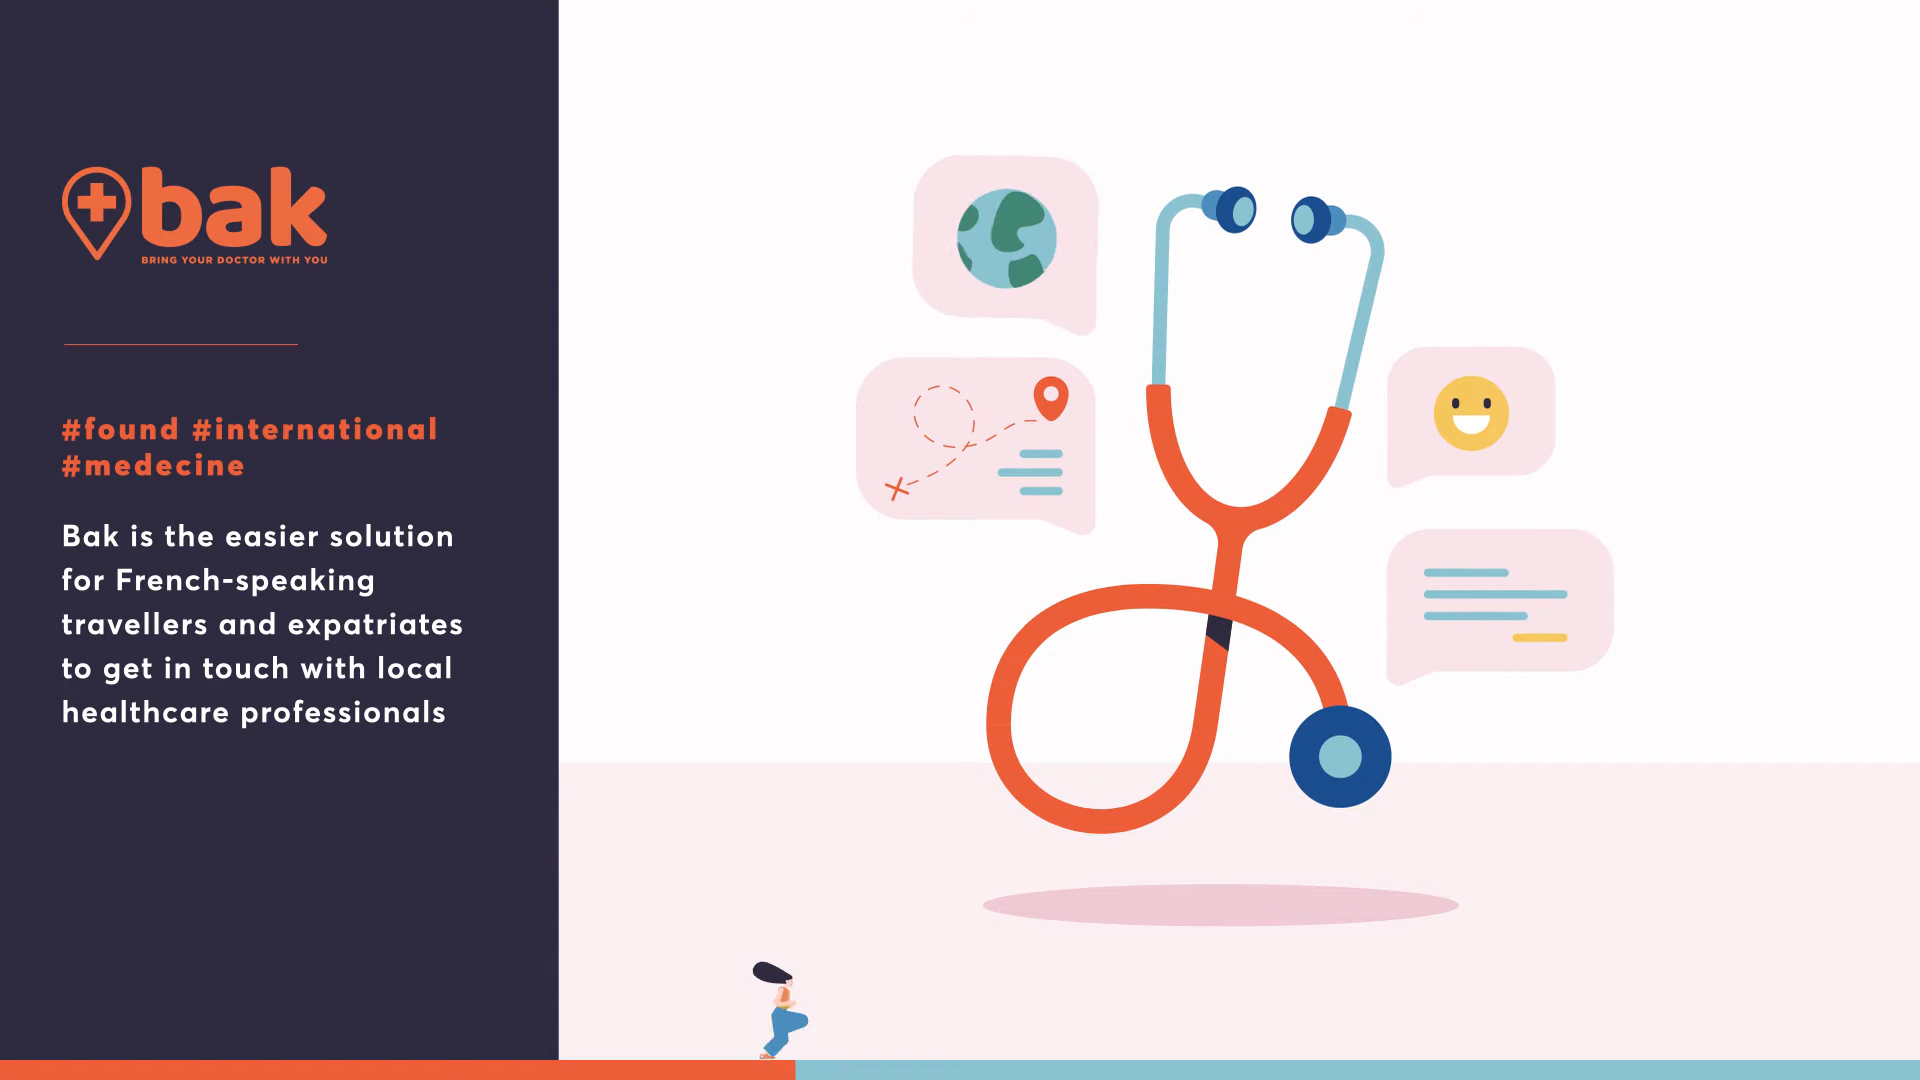 bak
BRING YOUR DOCTOR WITH YOU
#found #international
#medecine
Bak is the easier solution
for French-speaking
travellers and expatriates
to get in touch with local
healthcare professionals